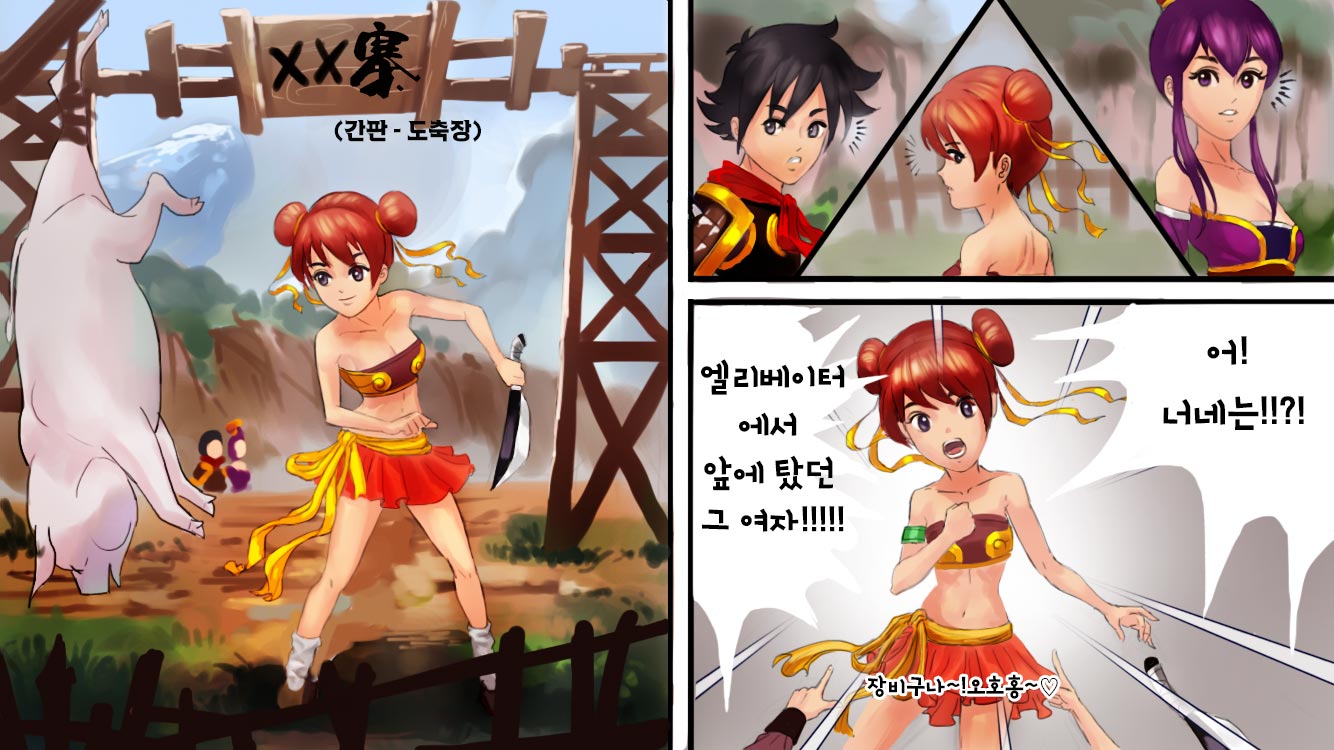 XX寨
(간판 - 도축장)
엘리베이터
에서
앞에 탔던
그 여자!!!!!
어!
너네는!!?!
장비구나~!오호홍~♡